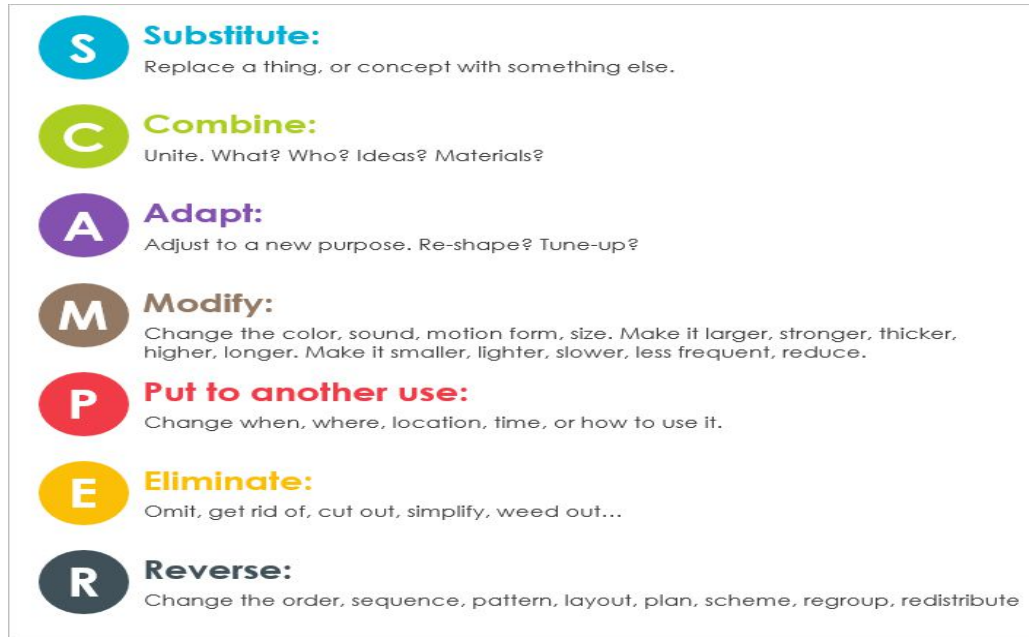 S
Substitute:
Replace a thing, or concept with something else.
C
Combine:
Unite. What? Who? Ideas? Materials?
A
Adapt:
Adjust to a new purpose. Re-shape? Tune-up?
M
Modify:
Change the color, sound, motion form, size. Make it larger, stronger, thicker,
higher, longer. Make it smaller, lighter, slower, less frequent, reduce.
P
Put to another use:
Change when, where, location, time, or how to use it.
E
Eliminate:
Omit, get rid of, cut out, simplify, weed out...
R
Reverse:
Change the order, sequence, pattern, layout, plan, scheme, regroup, redistribute